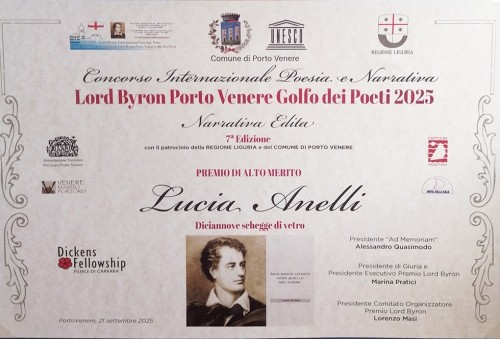 Comune di Porto Venere
UNESCO
REGIONE LIGURIA
Concorso Internazionale Poesia e Narrativa
Lord Byron Porto Venere Golfo dei Poeti 2025
Narrativa Edita
7ª Edizione
con il patrocinio della REGIONE LIGURIA e del COMUNE DI PORTO VENERE
PREMIO DI ALTO MERITO
Lucia Anelli
Diciannove schegge di vetro
Dickens
Fellowship
FILIALE DI CARRARA
Presidente "Ad Memoriam"
Alessandro Quasimodo
Presidente di Giuria e
Presidente Esecutivo Premio Lord Byron
Marina Pratici
Presidente Comitato Organizzatore
Premio Lord Byron
Lorenzo Masi
PortoVenere, 21 settembre 2025